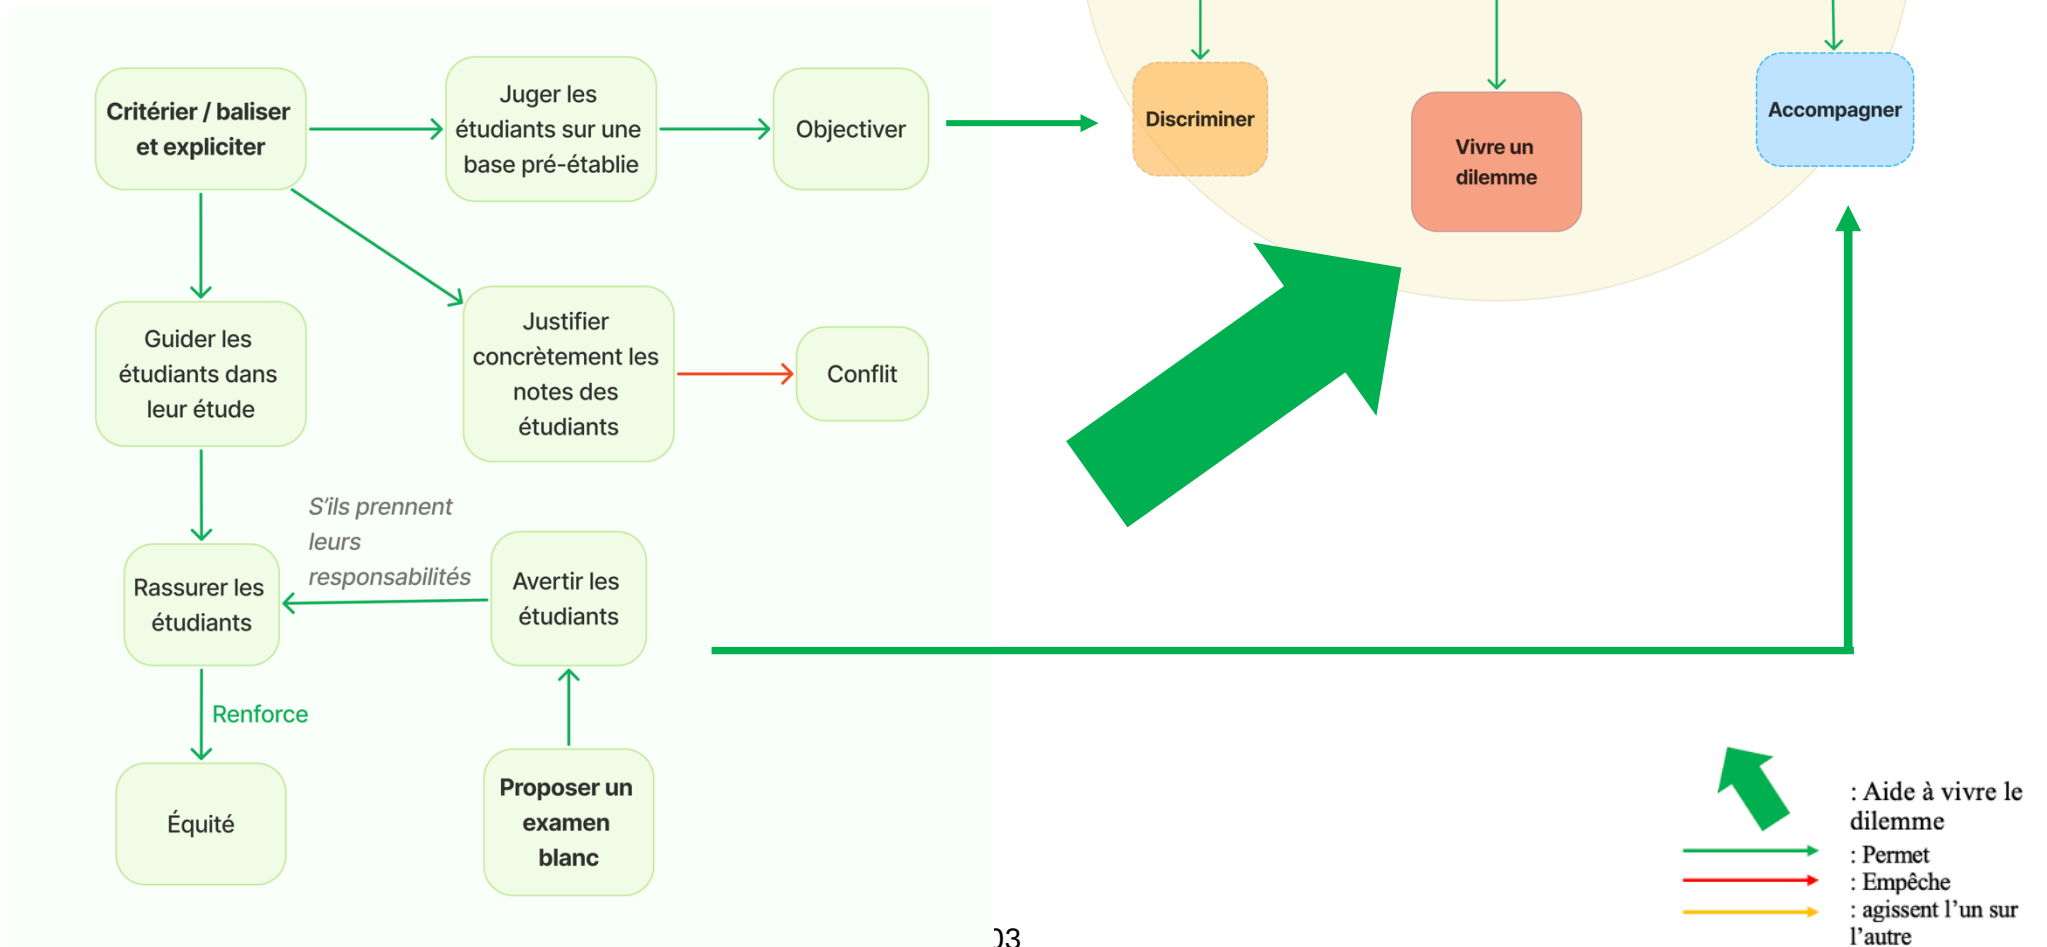 Critérier / baliser
et expliciter
Juger les
étudiants sur une
base pré-établie
Objectiver
Discriminer
Vivre un
dilemme
Accompagner
Guider les
étudiants dans
leur étude
Justifier
concrètement les
notes des
étudiants
Conflit
S'ils prennent
leurs
responsabilités
Rassurer les
étudiants
Avertir les
étudiants
Renforce
Équité
Proposer un
examen
blanc
: Aide à vivre le
dilemme
: Permet
: Empêche
: agissent l'un sur
l'autre
03